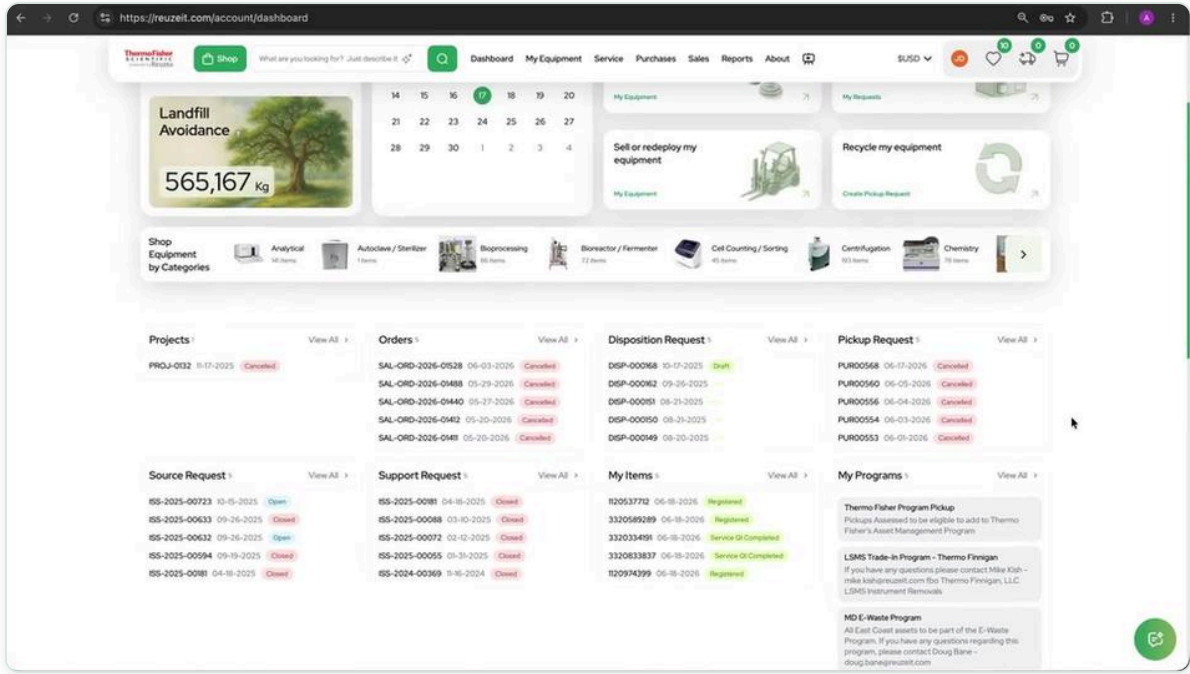 https://reuzeit.com/account/dashboard
A
ThermoFisher
SCIENTIFIC
Shop
What are you looking for? Just describe it
Dashboard
My Equipment
Service
Purchases
Sales
Reports
About
$USD
JD
10
0
0
Landfill
Avoidance
565,167 Kg
14 15 16 17 18 19 20
21 22 23 24 25 26 27
28 29 30 1 2 3 4
My Equipment
My Requests
Sell or redeploy my
equipment
My Equipment
Recycle my equipment
Create Pickup Request
Shop
Equipment
by Categories
Analytical
141 items
Autoclave / Sterilizer
1 items
Bioprocessing
Bioreactor / Fermenter
72 items
Cell Counting / Sorting
45 items
Centrifugation
193 items
Chemistry
Projects
View All
PROJ-0132 11-17-2025 Cancelled
Orders 5
View All
SAL-ORD-2026-01528 06-03-2026 Cancelled
SAL-ORD-2026-01488 05-29-2026 Cancelled
SAL-ORD-2026-01440 05-27-2026 Cancelled
SAL-ORD-2026-01412 05-20-2026 Cancelled
SAL-ORD-2026-01411 05-20-2026 Cancelled
Disposition Request 5
View All
DISP-000168 10-17-2025 Draft
DISP-000162 09-26-2025
DISP-000151 08-21-2025
DISP-000150 08-21-2025
DISP-000149 08-20-2025
Pickup Request 5
View All
PUR00568 06-17-2026 Cancelled
PUR00560 06-05-2026 Cancelled
PUR00556 06-04-2026 Cancelled
PUR00554 06-03-2026 Cancelled
PUR00553 06-01-2026 Cancelled
Source Request 5
View All
ISS-2025-00723 10-15-2025 Open
ISS-2025-00633 09-26-2025 Closed
ISS-2025-00632 09-26-2025 Open
ISS-2025-00594 09-19-2025 Closed
ISS-2025-00181 04-18-2025 Closed
Support Request 5
View All
ISS-2025-00181 04-18-2025 Closed
ISS-2025-00088 03-10-2025 Closed
ISS-2025-00072 02-12-2025 Closed
ISS-2025-00055 01-31-2025 Closed
ISS-2024-00369 11-16-2024 Closed
My Items 5
View All
1120537712 06-18-2026 Registered
3320589289 06-18-2026 Registered
3320334191 06-18-2026 Service QI Completed
3320833837 06-18-2026 Service QI Completed
1120974399 06-18-2026 Registered
My Programs 5
View All
Thermo Fisher Program Pickup
Pickups Assessed to be eligible to add to Thermo
Fisher's Asset Management Program
LSMS Trade-In Program - Thermo Finnigan
If you have any questions please contact Mike Kish -
mike.kish@reuzeit.com fbo Thermo Finnigan, LLC
LSMS Instrument Removals
MD E-Waste Program
All East Coast assets to be part of the E-Waste
Program. If you have any questions regarding this
program, please contact Doug Bane -
doug.bane@reuzeit.com